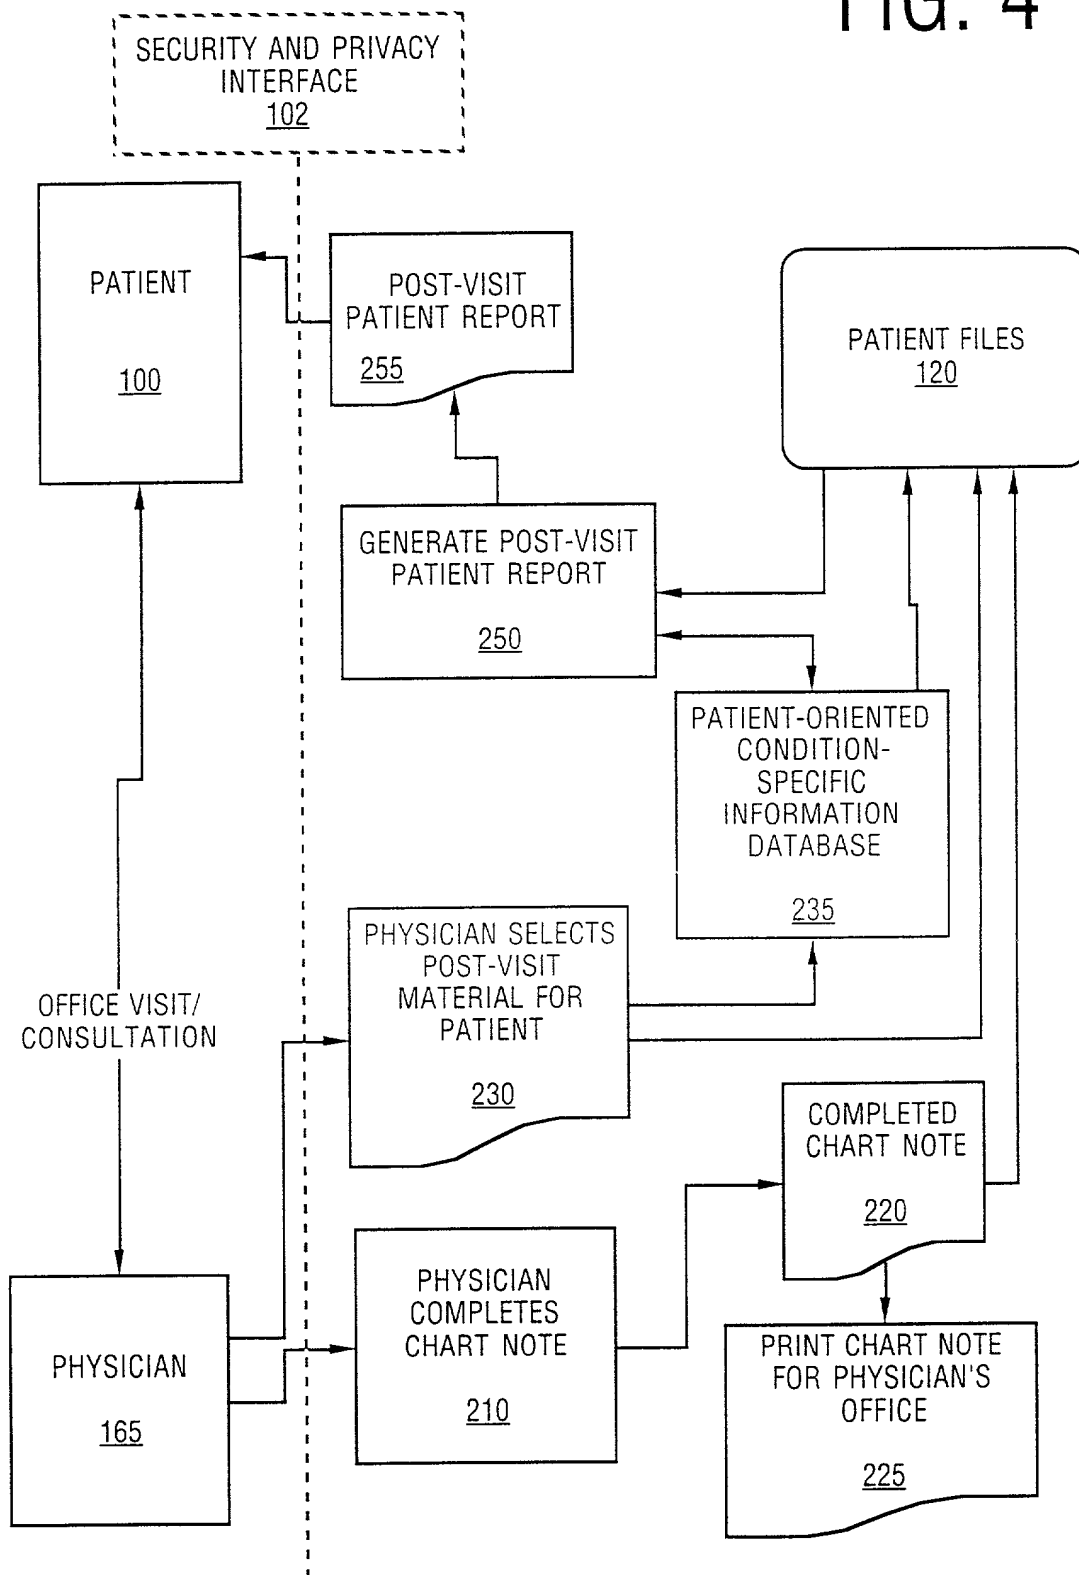 FIG. 4
SECURITY AND PRIVACY
INTERFACE
102
PATIENT
100
POST-VISIT
PATIENT REPORT
255
PATIENT FILES
120
GENERATE POST-VISIT
PATIENT REPORT
250
PATIENT-ORIENTED
CONDITION-
SPECIFIC
INFORMATION
DATABASE
235
PHYSICIAN SELECTS
POST-VISIT
MATERIAL FOR
PATIENT
230
OFFICE VISIT/
CONSULTATION
COMPLETED
CHART NOTE
220
PHYSICIAN
COMPLETES
CHART NOTE
210
PHYSICIAN
165
PRINT CHART NOTE
FOR PHYSICIAN'S
OFFICE
225